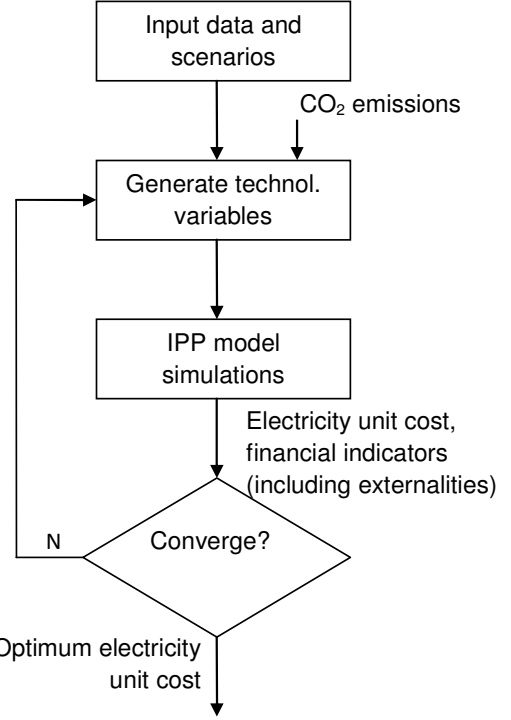 Input data and
scenarios
CO₂ emissions
Generate technol.
variables
IPP model
simulations
Electricity unit cost,
financial indicators
(including externalities)
Converge?
N
Optimum electricity
unit cost